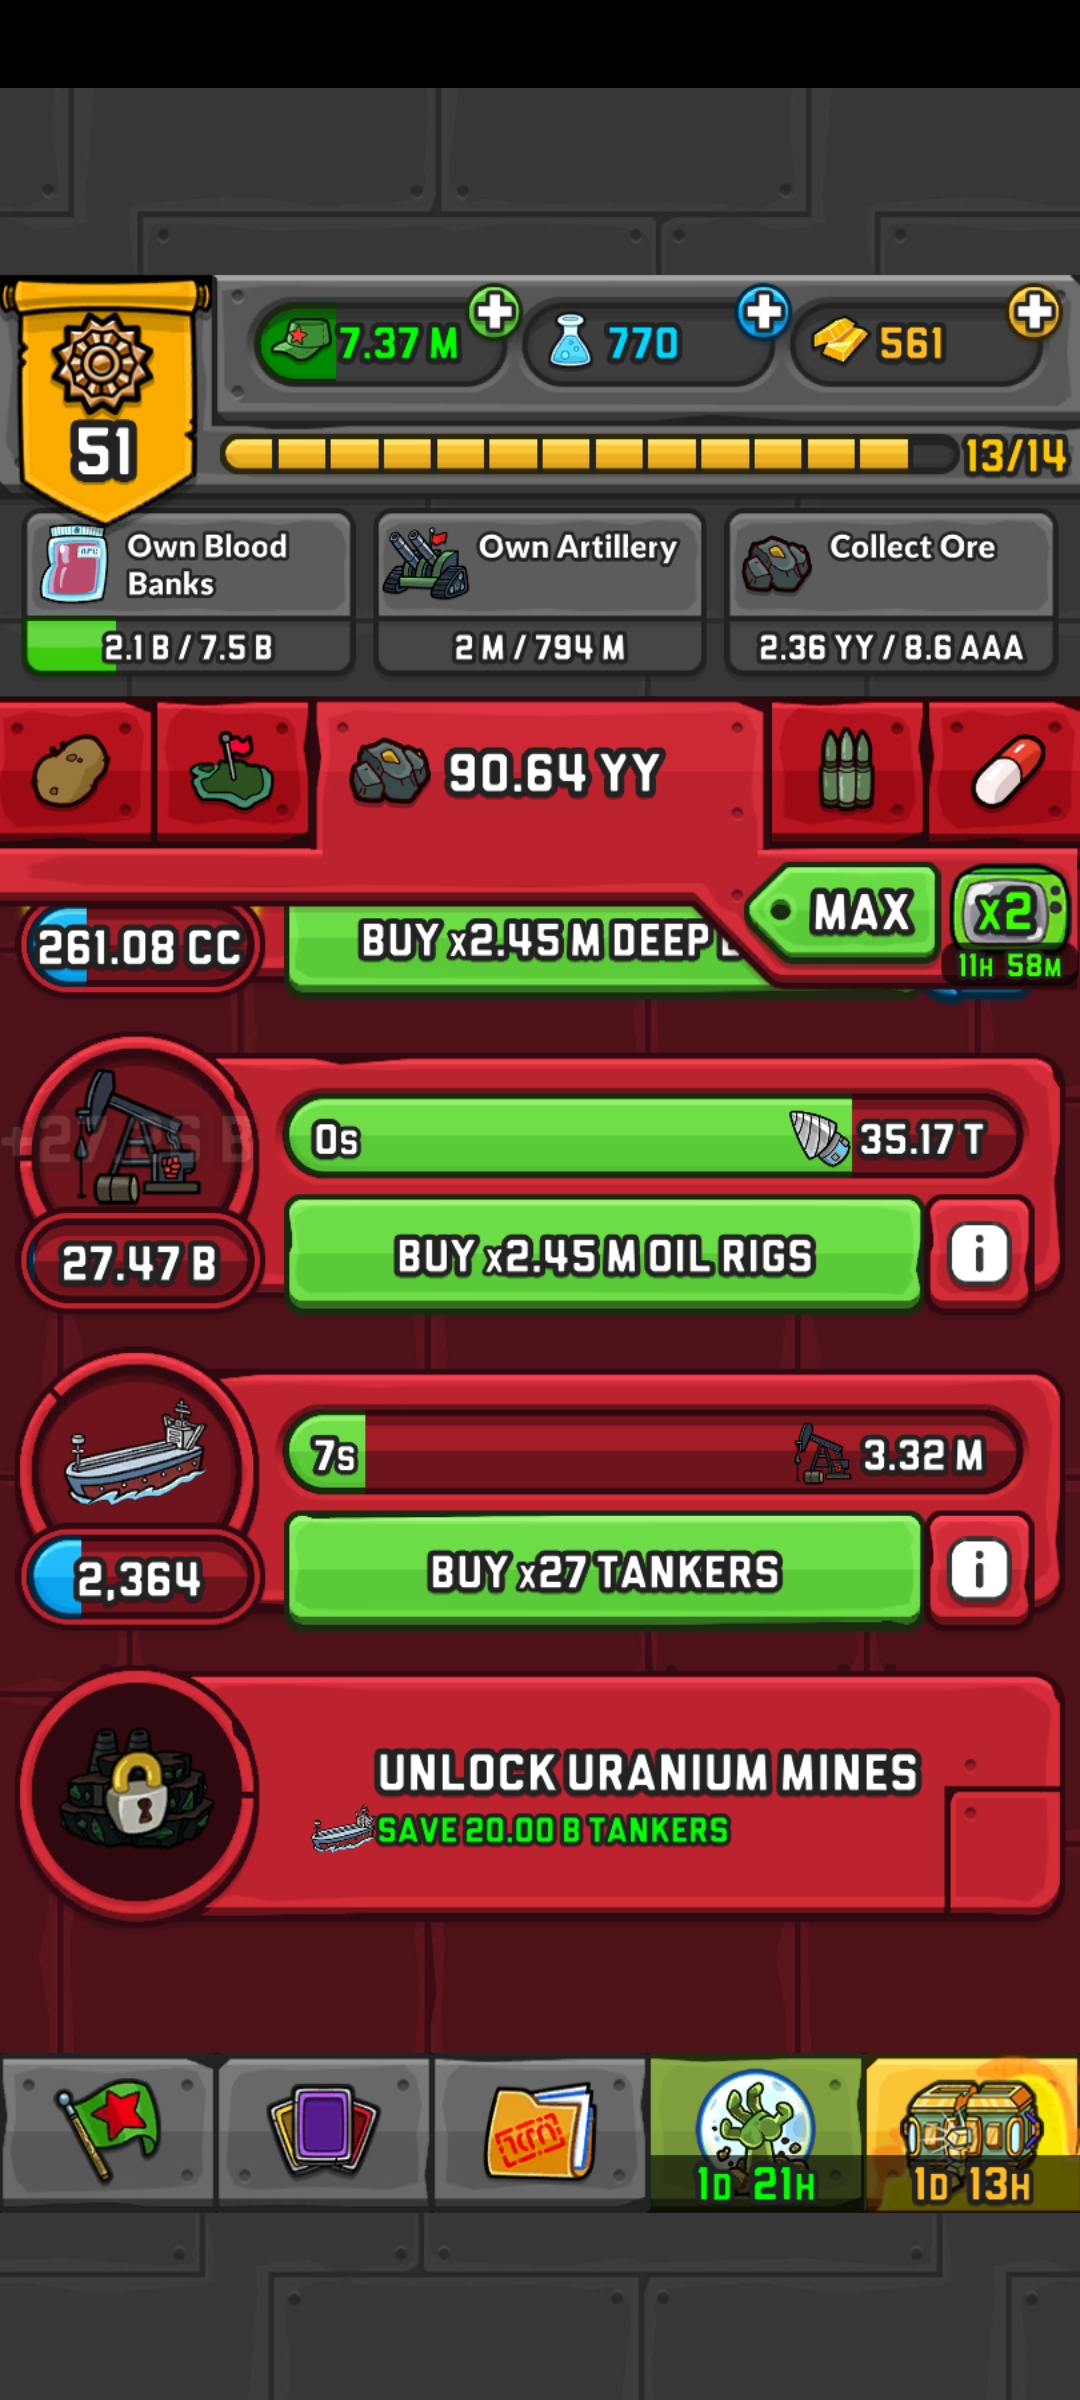 7.37 M
770
561
51
13/14
Own Blood
Banks
Own Artillery
Collect Ore
2.1 B / 7.5 B
2 M / 794 M
2.36 YY / 8.6 AAA
90.64 YY
MAX
x2
11H 58M
261.08 CC
BUY x2.45 M DEEP
0s
35.17 T
27.47 B
BUY x2.45 M OIL RIGS
i
7s
3.32 M
2,364
BUY x27 TANKERS
i
UNLOCK URANIUM MINES
SAVE 20.00 B TANKERS
1D 21H
1D 13H